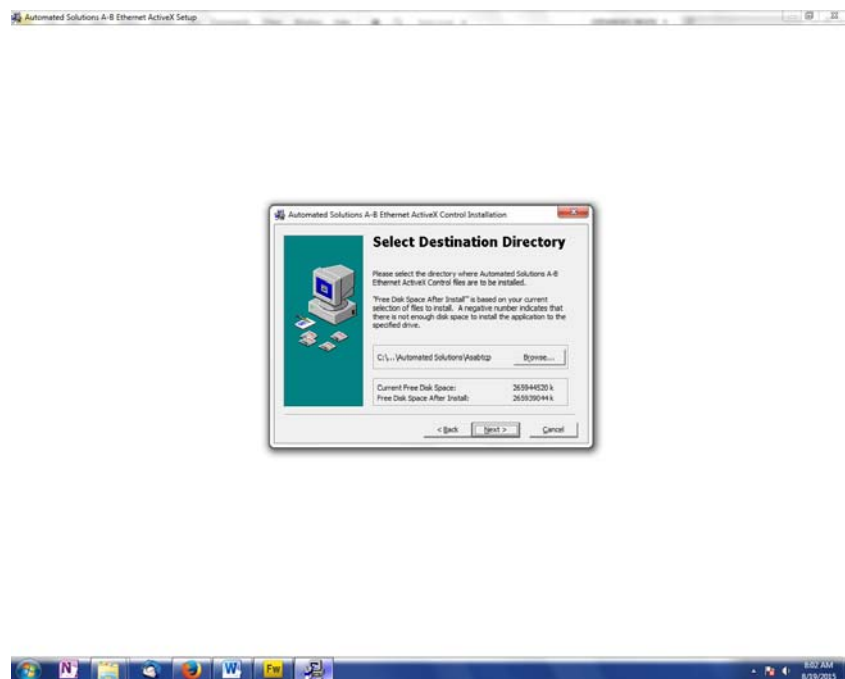 Automated Solutions A-B Ethernet ActiveX Setup
Automated Solutions A-B Ethernet ActiveX Control Installation
Select Destination Directory
Please select the directory where Automated Solutions A-B
Ethernet ActiveX Control files are to be installed.
"Free Disk Space After Install" is based on your current
selection of files to install. A negative number indicates that
there is not enough disk space to install the application to the
specified drive.
C:\...\Automated Solutions\Asabtcp Browse...
Current Free Disk Space: 265944520 k
Free Disk Space After Install: 265939044 k
< Back Next > Cancel
N W Fw 8:02 AM
8/19/2015